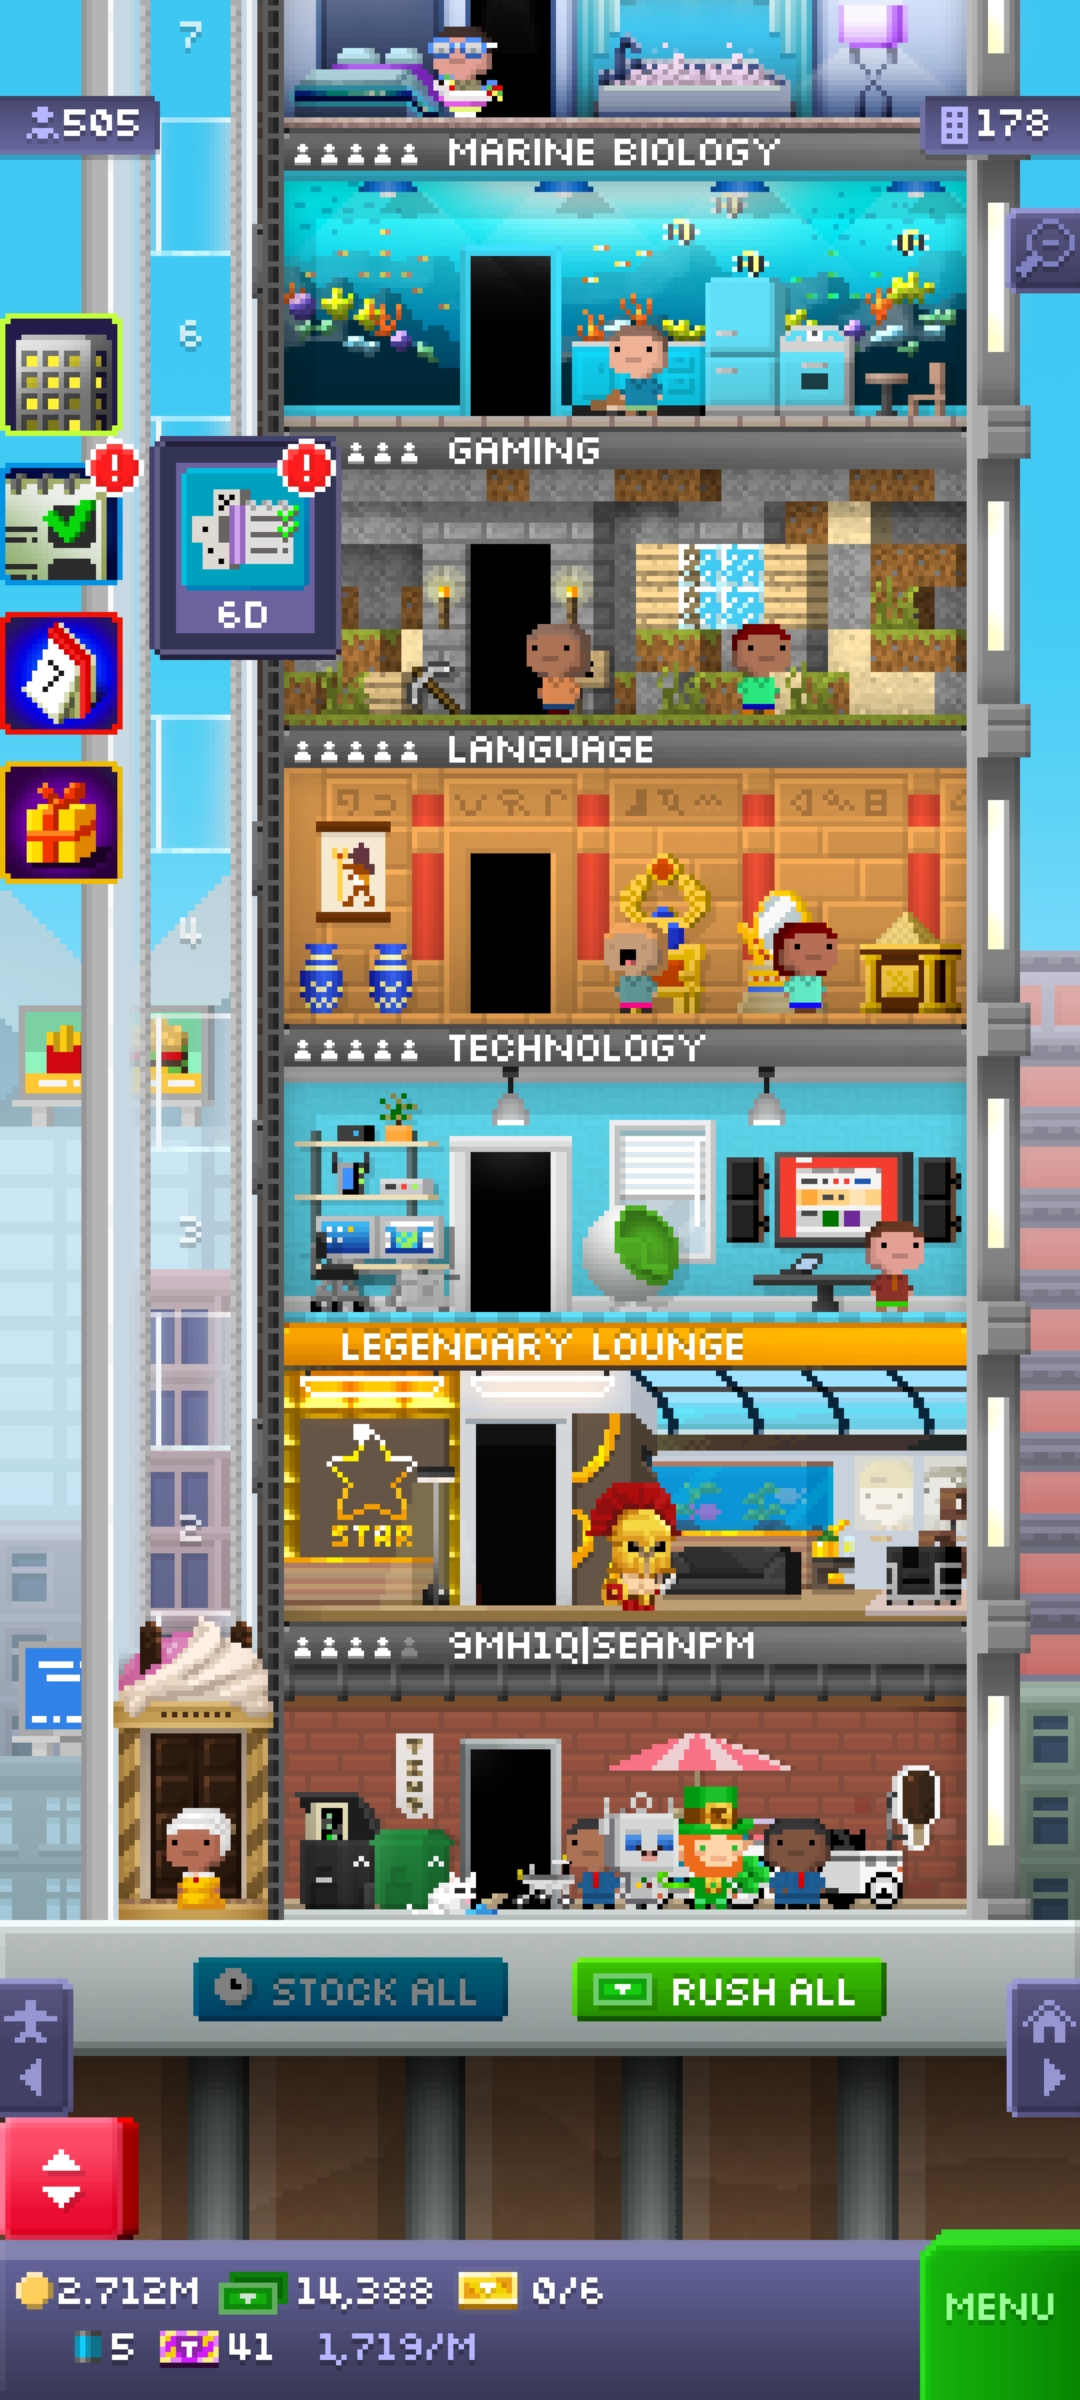 7
505
178
MARINE BIOLOGY
6
GAMING
6D
LANGUAGE
4
TECHNOLOGY
3
LEGENDARY LOUNGE
STAR
2
9MH1Q|SEANPM
STOCK ALL
RUSH ALL
2.712M 14,388 0/6
MENU
5 41 1,719/M